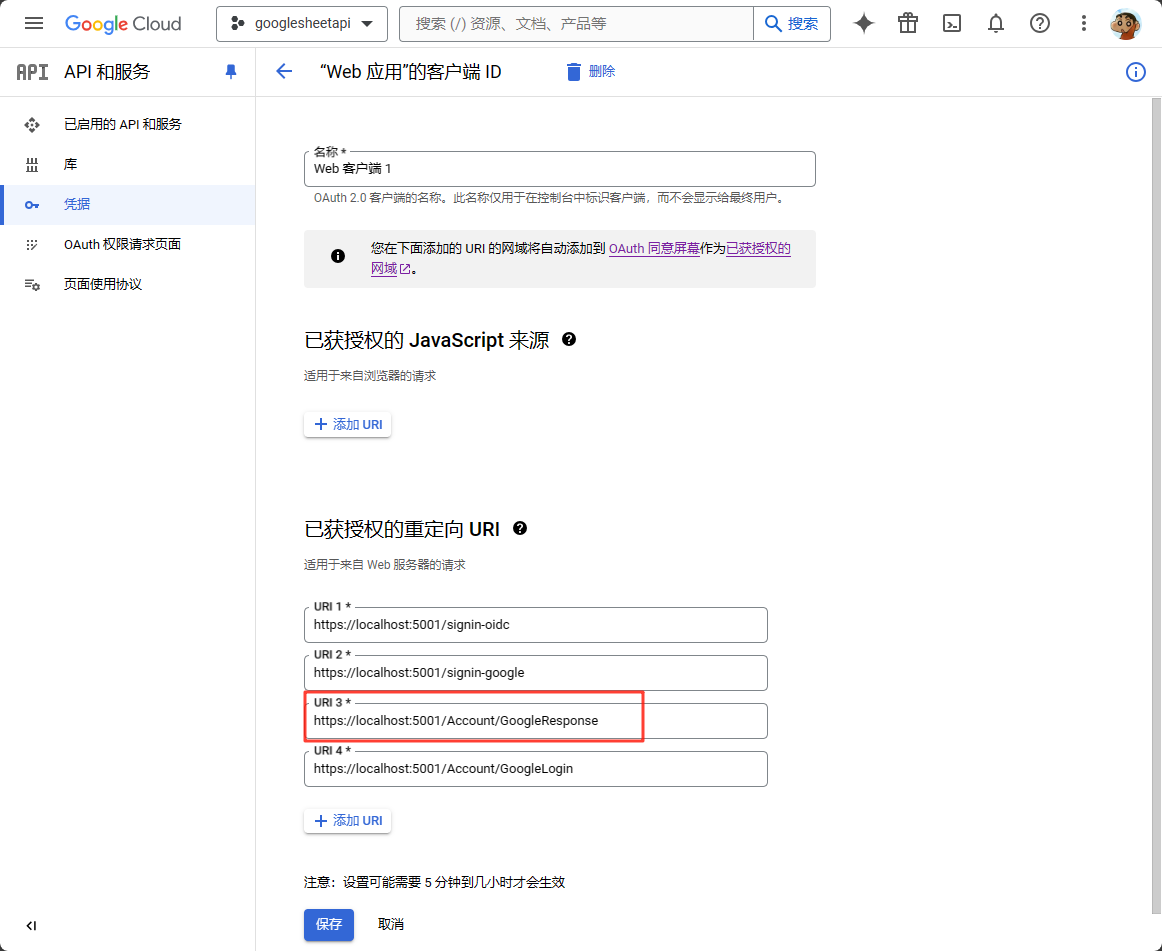 Google Cloud
googlesheetapi
搜索 (/) 资源、文档、产品等
搜索
API
API 和服务
“Web 应用”的客户端 ID
删除
已启用的 API 和服务
库
凭据
OAuth 权限请求页面
页面使用协议
名称 *
Web 客户端 1
OAuth 2.0 客户端的名称。此名称仅用于在控制台中标识客户端，而不会显示给最终用户。
您在下面添加的 URI 的网域将自动添加到 OAuth 同意屏幕作为已获授权的
网域。
已获授权的 JavaScript 来源
适用于来自浏览器的请求
添加 URI
已获授权的重定向 URI
适用于来自 Web 服务器的请求
URI 1 *
https://localhost:5001/signin-oidc
URI 2 *
https://localhost:5001/signin-google
URI 3 *
https://localhost:5001/Account/GoogleResponse
URI 4 *
https://localhost:5001/Account/GoogleLogin
添加 URI
注意：设置可能需要 5 分钟到几小时才会生效
保存
取消